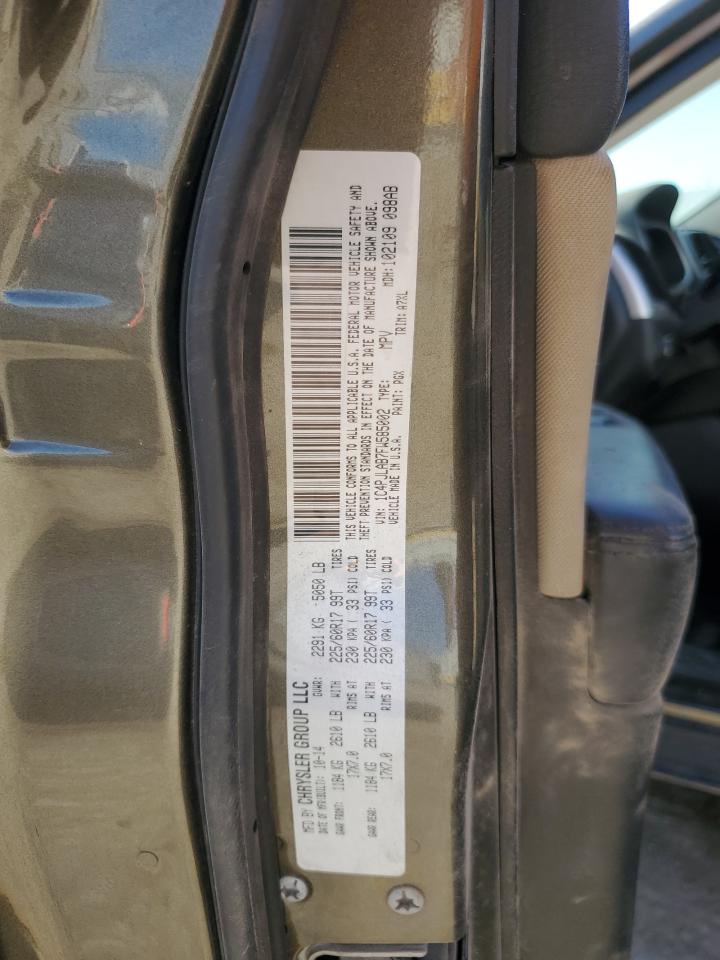 MFD BY CHRYSLER GROUP LLC
DATE OF MFR(BUILT): 10-14 GVWR: 2291 KG 5050 LB
GAWR FRONT: 1184 KG 2610 LB WITH 225/60R17 99T TIRES
17X7.0 RIMS AT 230 KPA ( 33 PSI) COLD
GAWR REAR: 1184 KG 2610 LB WITH 225/60R17 99T TIRES
17X7.0 RIMS AT 230 KPA ( 33 PSI) COLD
THIS VEHICLE CONFORMS TO ALL APPLICABLE U.S.A. FEDERAL MOTOR VEHICLE SAFETY AND
THEFT PREVENTION STANDARDS IN EFFECT ON THE DATE OF MANUFACTURE SHOWN ABOVE.
VIN: 1C4PJLAB7FW585002 TYPE: MPV MDH: 102109 098AB
VEHICLE MADE IN U.S.A. PAINT: PGX TRIM: A7XL